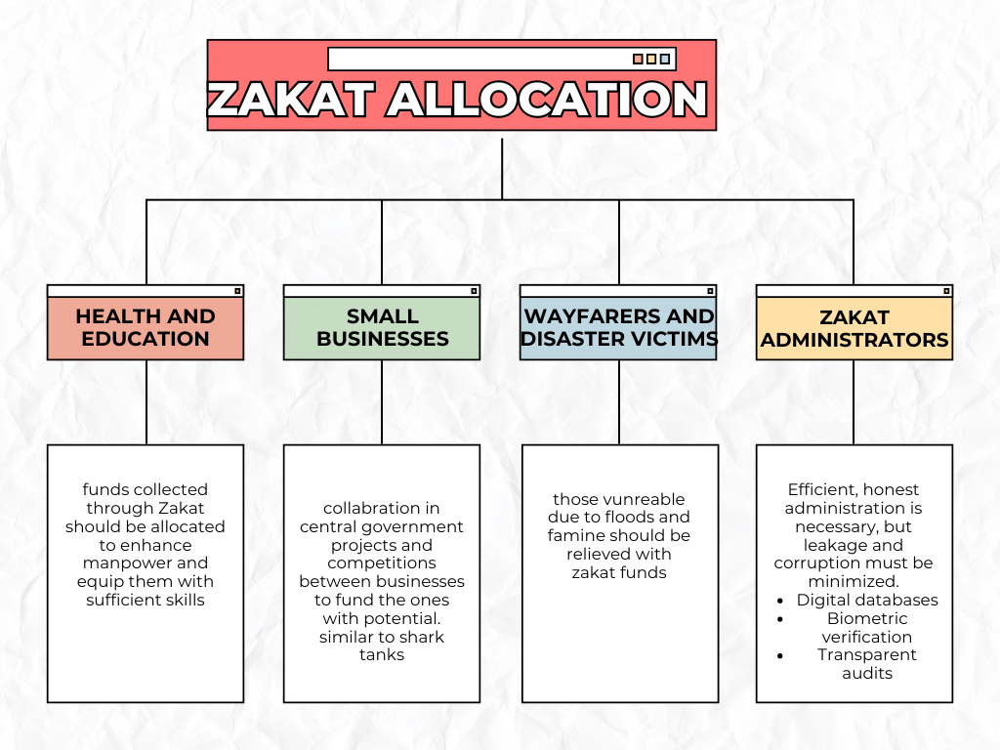 ZAKAT ALLOCATION
HEALTH AND
EDUCATION
SMALL
BUSINESSES
WAYFARERS AND
DISASTER VICTIMS
ZAKAT
ADMINISTRATORS
funds collected
through Zakat
should be allocated
to enhance
manpower and
equip them with
sufficient skills
collabration in
central government
projects and
competitions
between businesses
to fund the ones
with potential.
similar to shark
tanks
those vunreable
due to floods and
famine should be
relieved with
zakat funds
Efficient, honest
administration is
necessary, but
leakage and
corruption must be
minimized.
• Digital databases
• Biometric
verification
• Transparent
audits